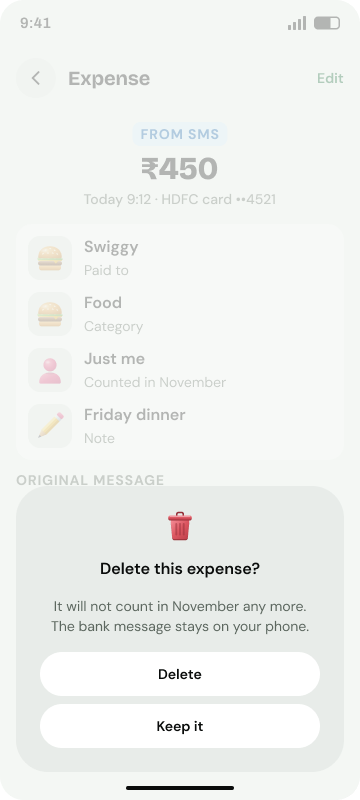 9:41
Expense
Edit
FROM SMS
₹450
Today 9:12 · HDFC card ••4521
Swiggy
Paid to
Food
Category
Just me
Counted in November
Friday dinner
Note
ORIGINAL MESSAGE
Delete this expense?
It will not count in November any more.
The bank message stays on your phone.
Delete
Keep it